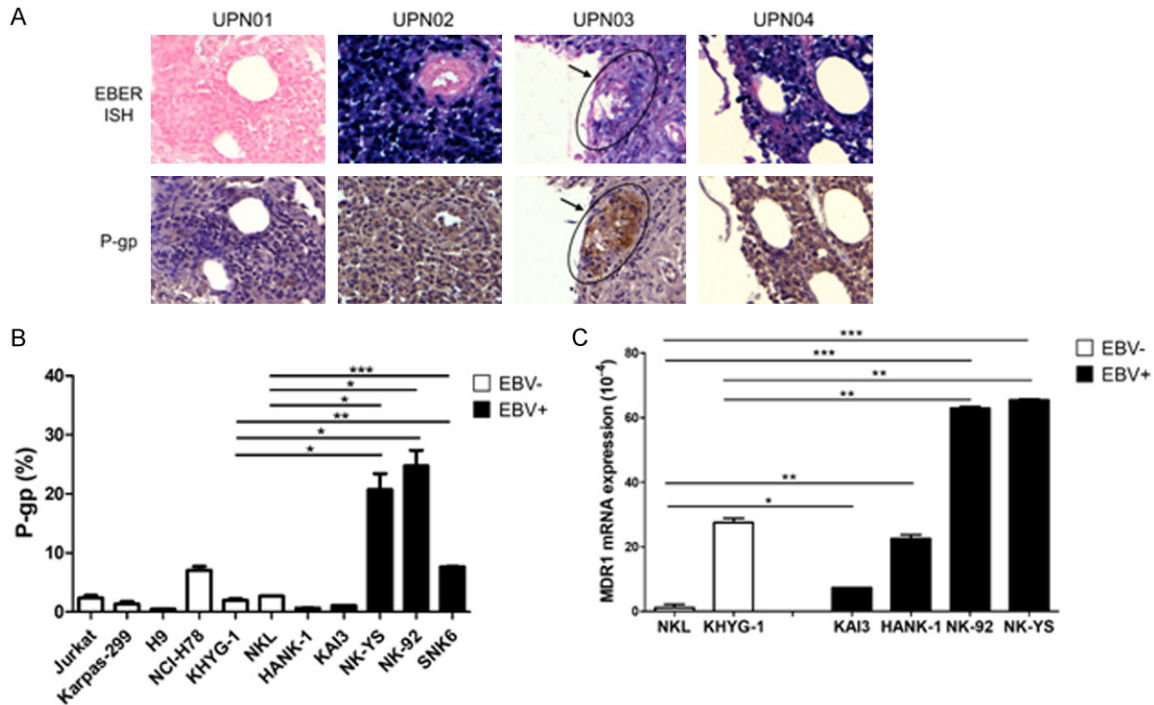 A
UPN01 UPN02 UPN03 UPN04
EBER
ISH
P-gp
B
P-gp (%)
40
30
20
10
0
***
*
*
**
*
*
EBV-
EBV+
Jurkat Karpas-299 H9 NCI-H78 KHYG-1 NKL HANK-1 KAI3 NK-YS NK-92 SNK6
C
MDR1 mRNA expression (10⁻⁴)
80
60
40
20
0
***
***
**
**
**
*
EBV-
EBV+
NKL KHYG-1 KAI3 HANK-1 NK-92 NK-YS